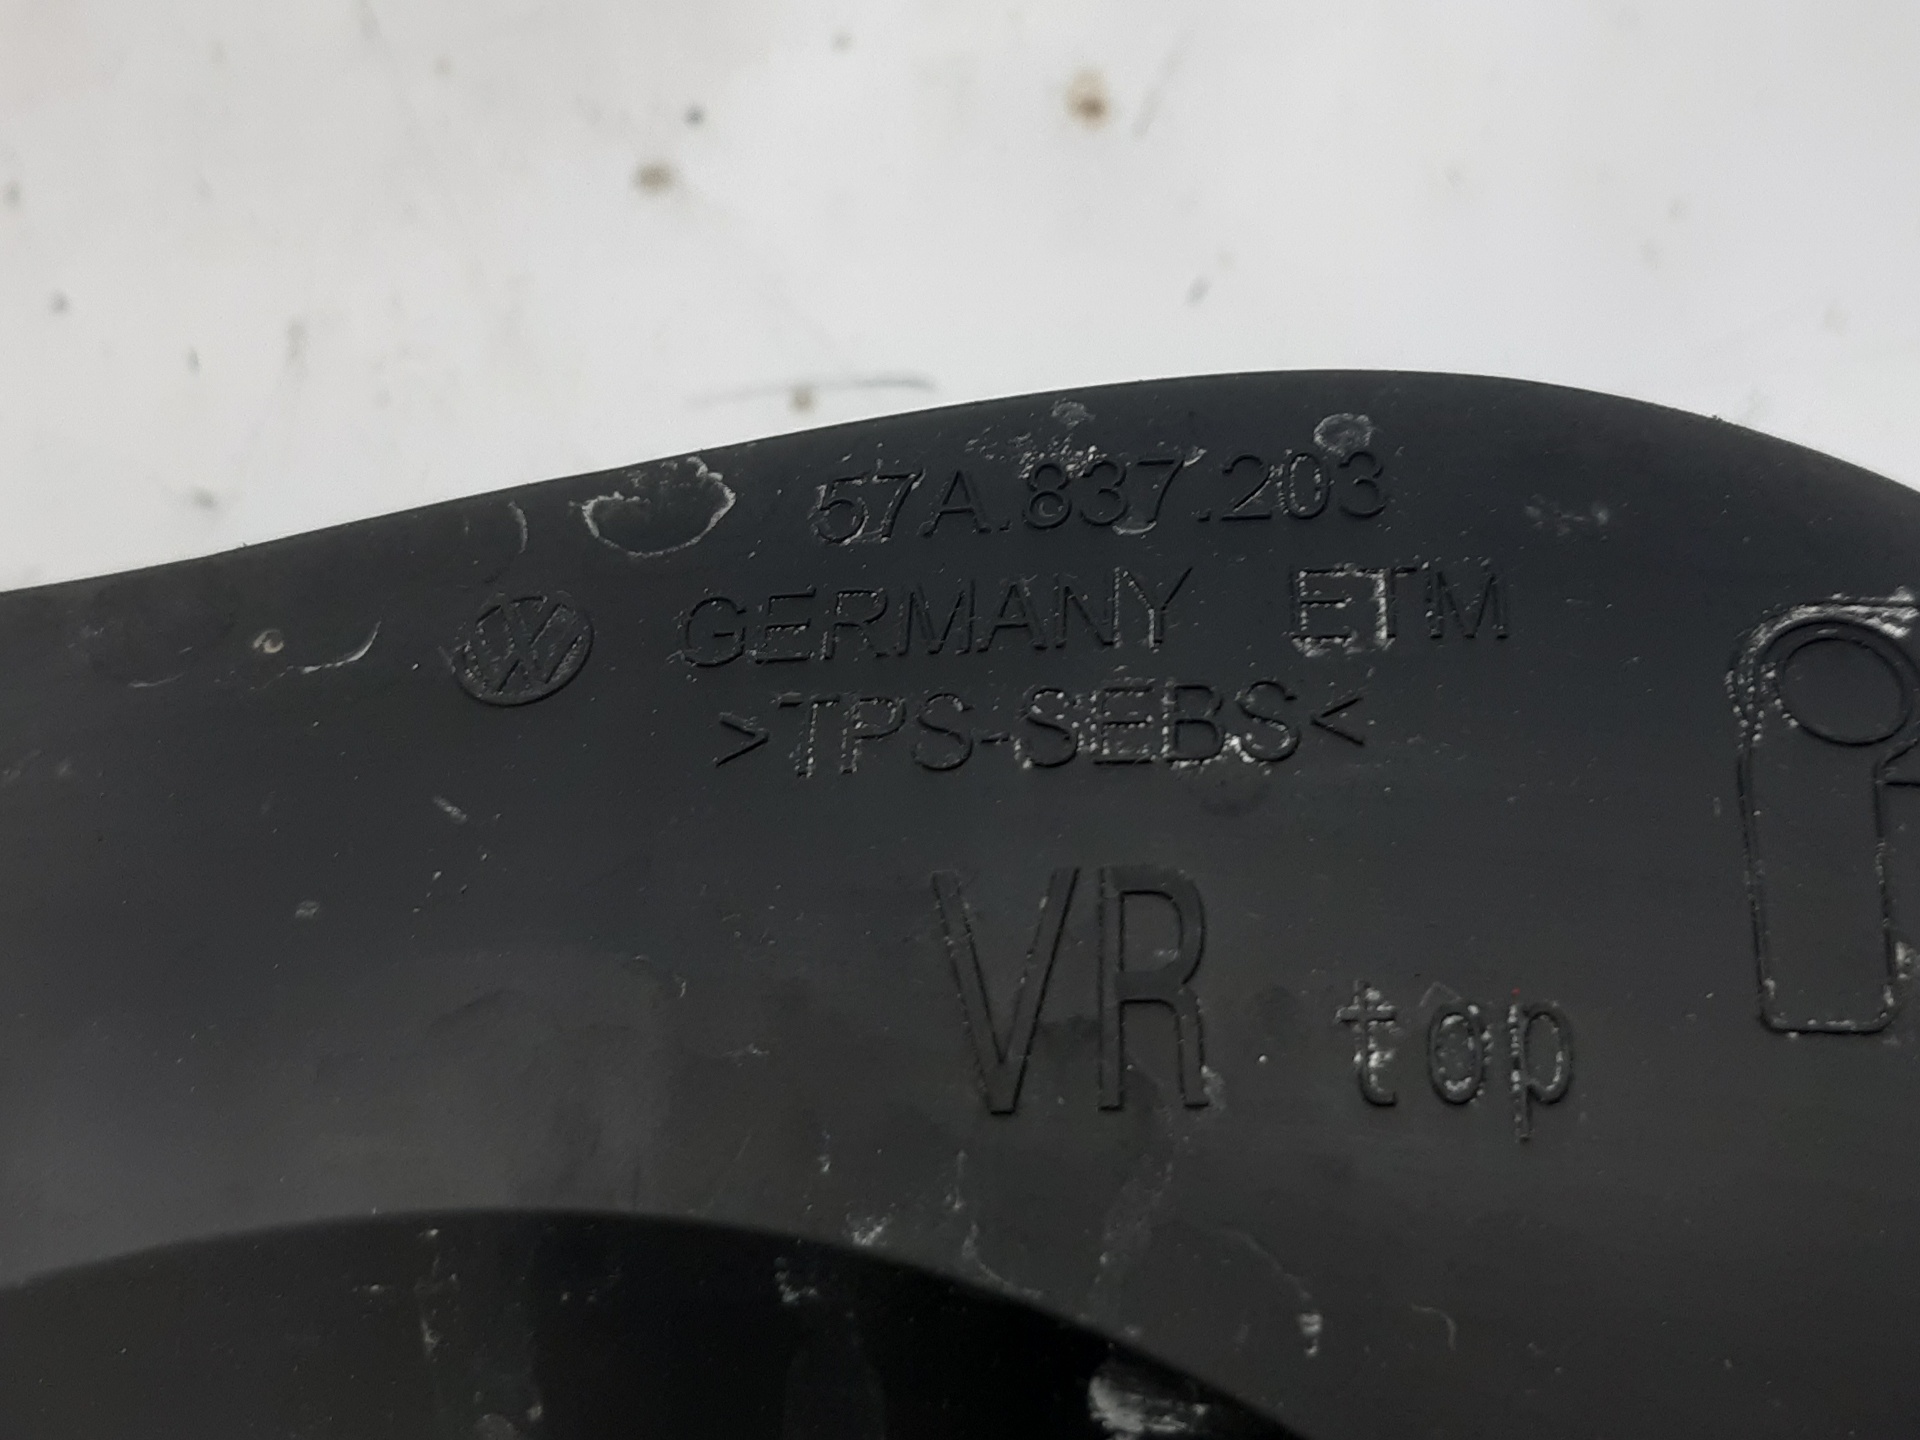 57A.837.203
GERMANY ETM
>TPS-SEBS<
VR top